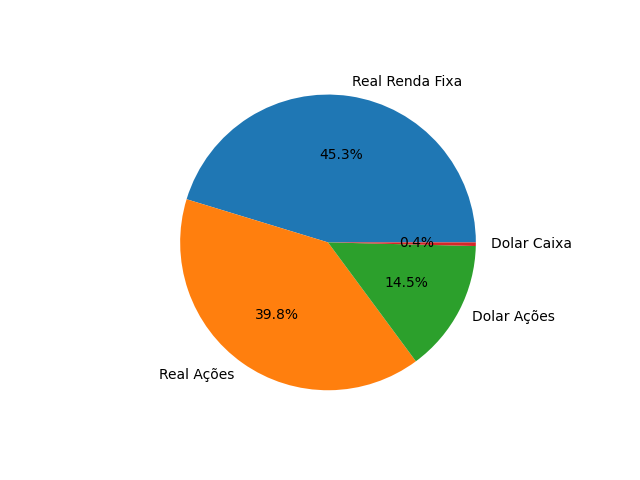 Real Renda Fixa
45.3%
0.4%
Dolar Caixa
14.5%
39.8%
Dolar Ações
Real Ações